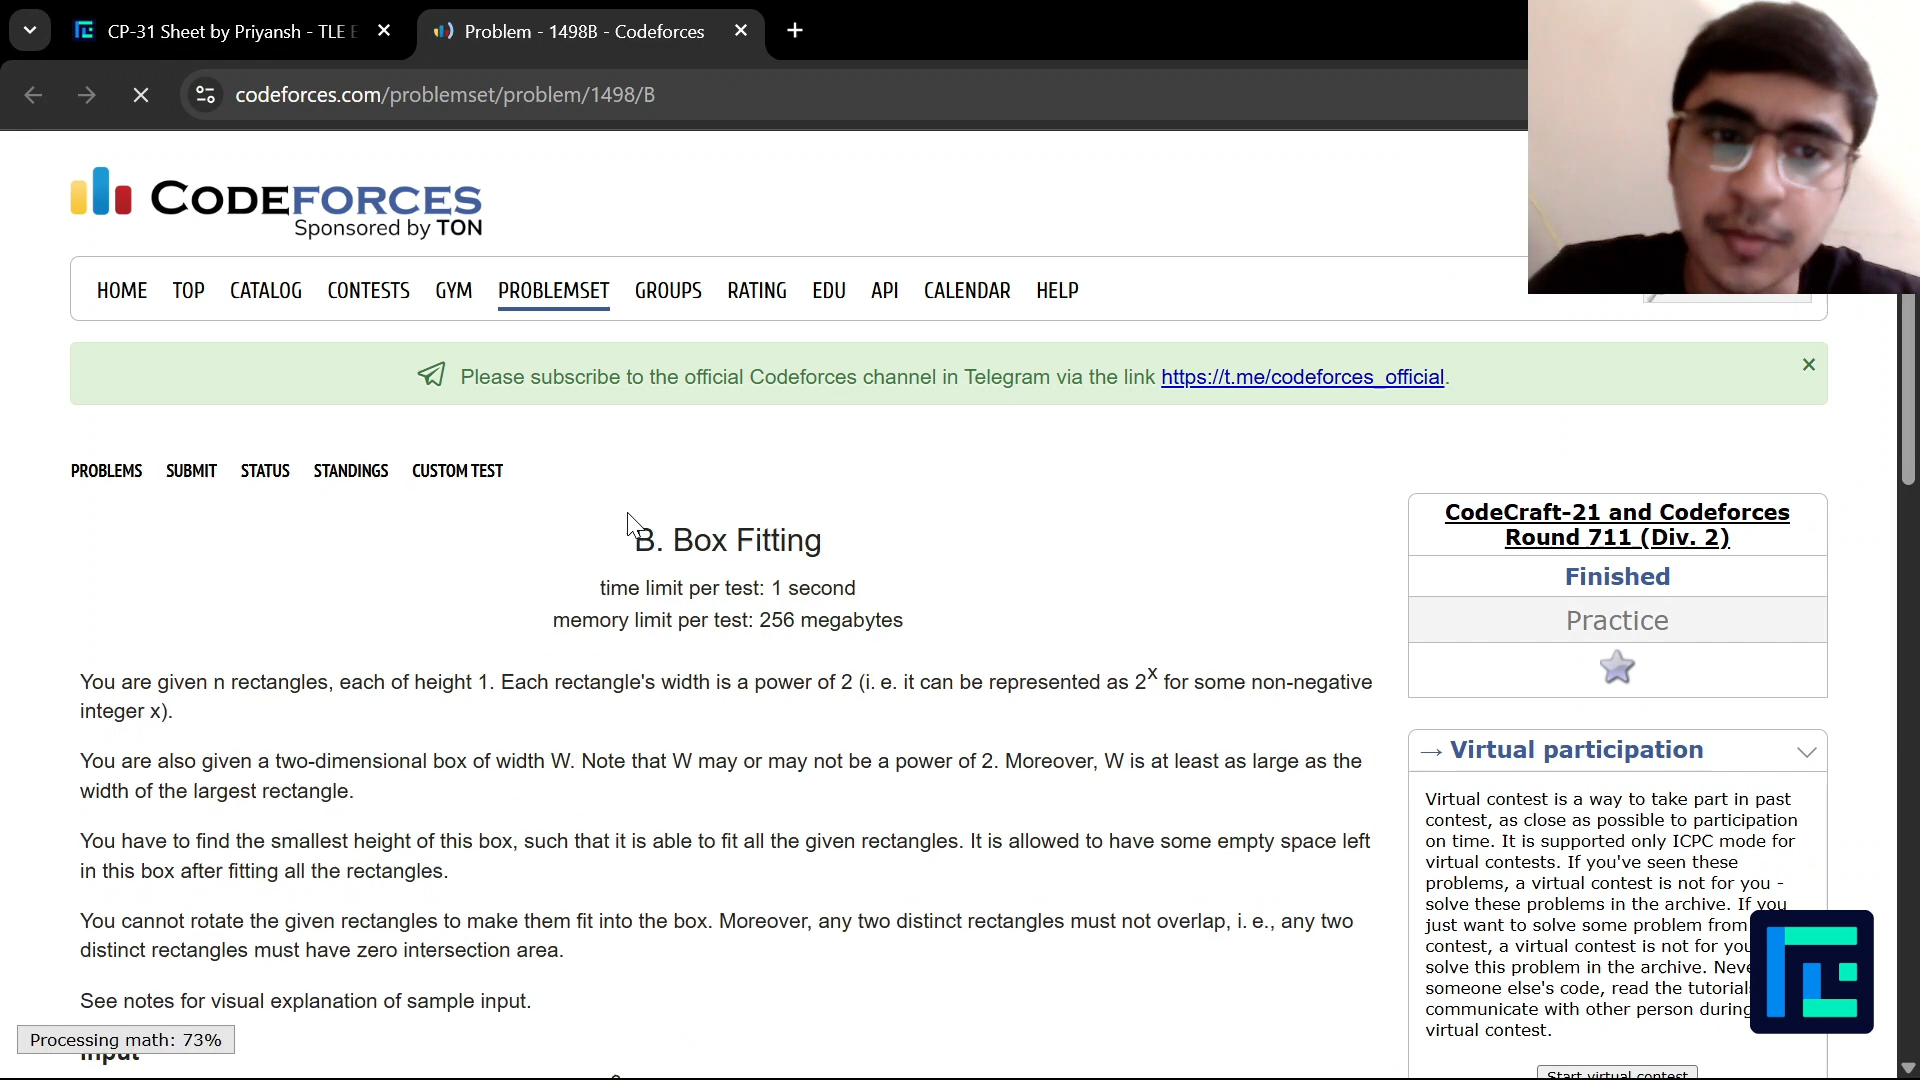 CP-31 Sheet by Priyansh - TLE E
Problem - 1498B - Codeforces
codeforces.com/problemset/problem/1498/B
CODEFORCES
Sponsored by TON
HOME TOP CATALOG CONTESTS GYM PROBLEMSET GROUPS RATING EDU API CALENDAR HELP
Please subscribe to the official Codeforces channel in Telegram via the link https://t.me/codeforces_official.
PROBLEMS SUBMIT STATUS STANDINGS CUSTOM TEST
B. Box Fitting
time limit per test: 1 second
memory limit per test: 256 megabytes
You are given n rectangles, each of height 1. Each rectangle's width is a power of 2 (i. e. it can be represented as 2^x for some non-negative
integer x).
You are also given a two-dimensional box of width W. Note that W may or may not be a power of 2. Moreover, W is at least as large as the
width of the largest rectangle.
You have to find the smallest height of this box, such that it is able to fit all the given rectangles. It is allowed to have some empty space left
in this box after fitting all the rectangles.
You cannot rotate the given rectangles to make them fit into the box. Moreover, any two distinct rectangles must not overlap, i. e., any two
distinct rectangles must have zero intersection area.
See notes for visual explanation of sample input.
Input
Processing math: 73%
CodeCraft-21 and Codeforces
Round 711 (Div. 2)
Finished
Practice
→ Virtual participation
Virtual contest is a way to take part in past
contest, as close as possible to participation
on time. It is supported only ICPC mode for
virtual contests. If you've seen these
problems, a virtual contest is not for you -
solve these problems in the archive. If you
just want to solve some problem from
contest, a virtual contest is not for you
solve this problem in the archive. Neve
someone else's code, read the tutorials
communicate with other person during
virtual contest.
Start virtual contest